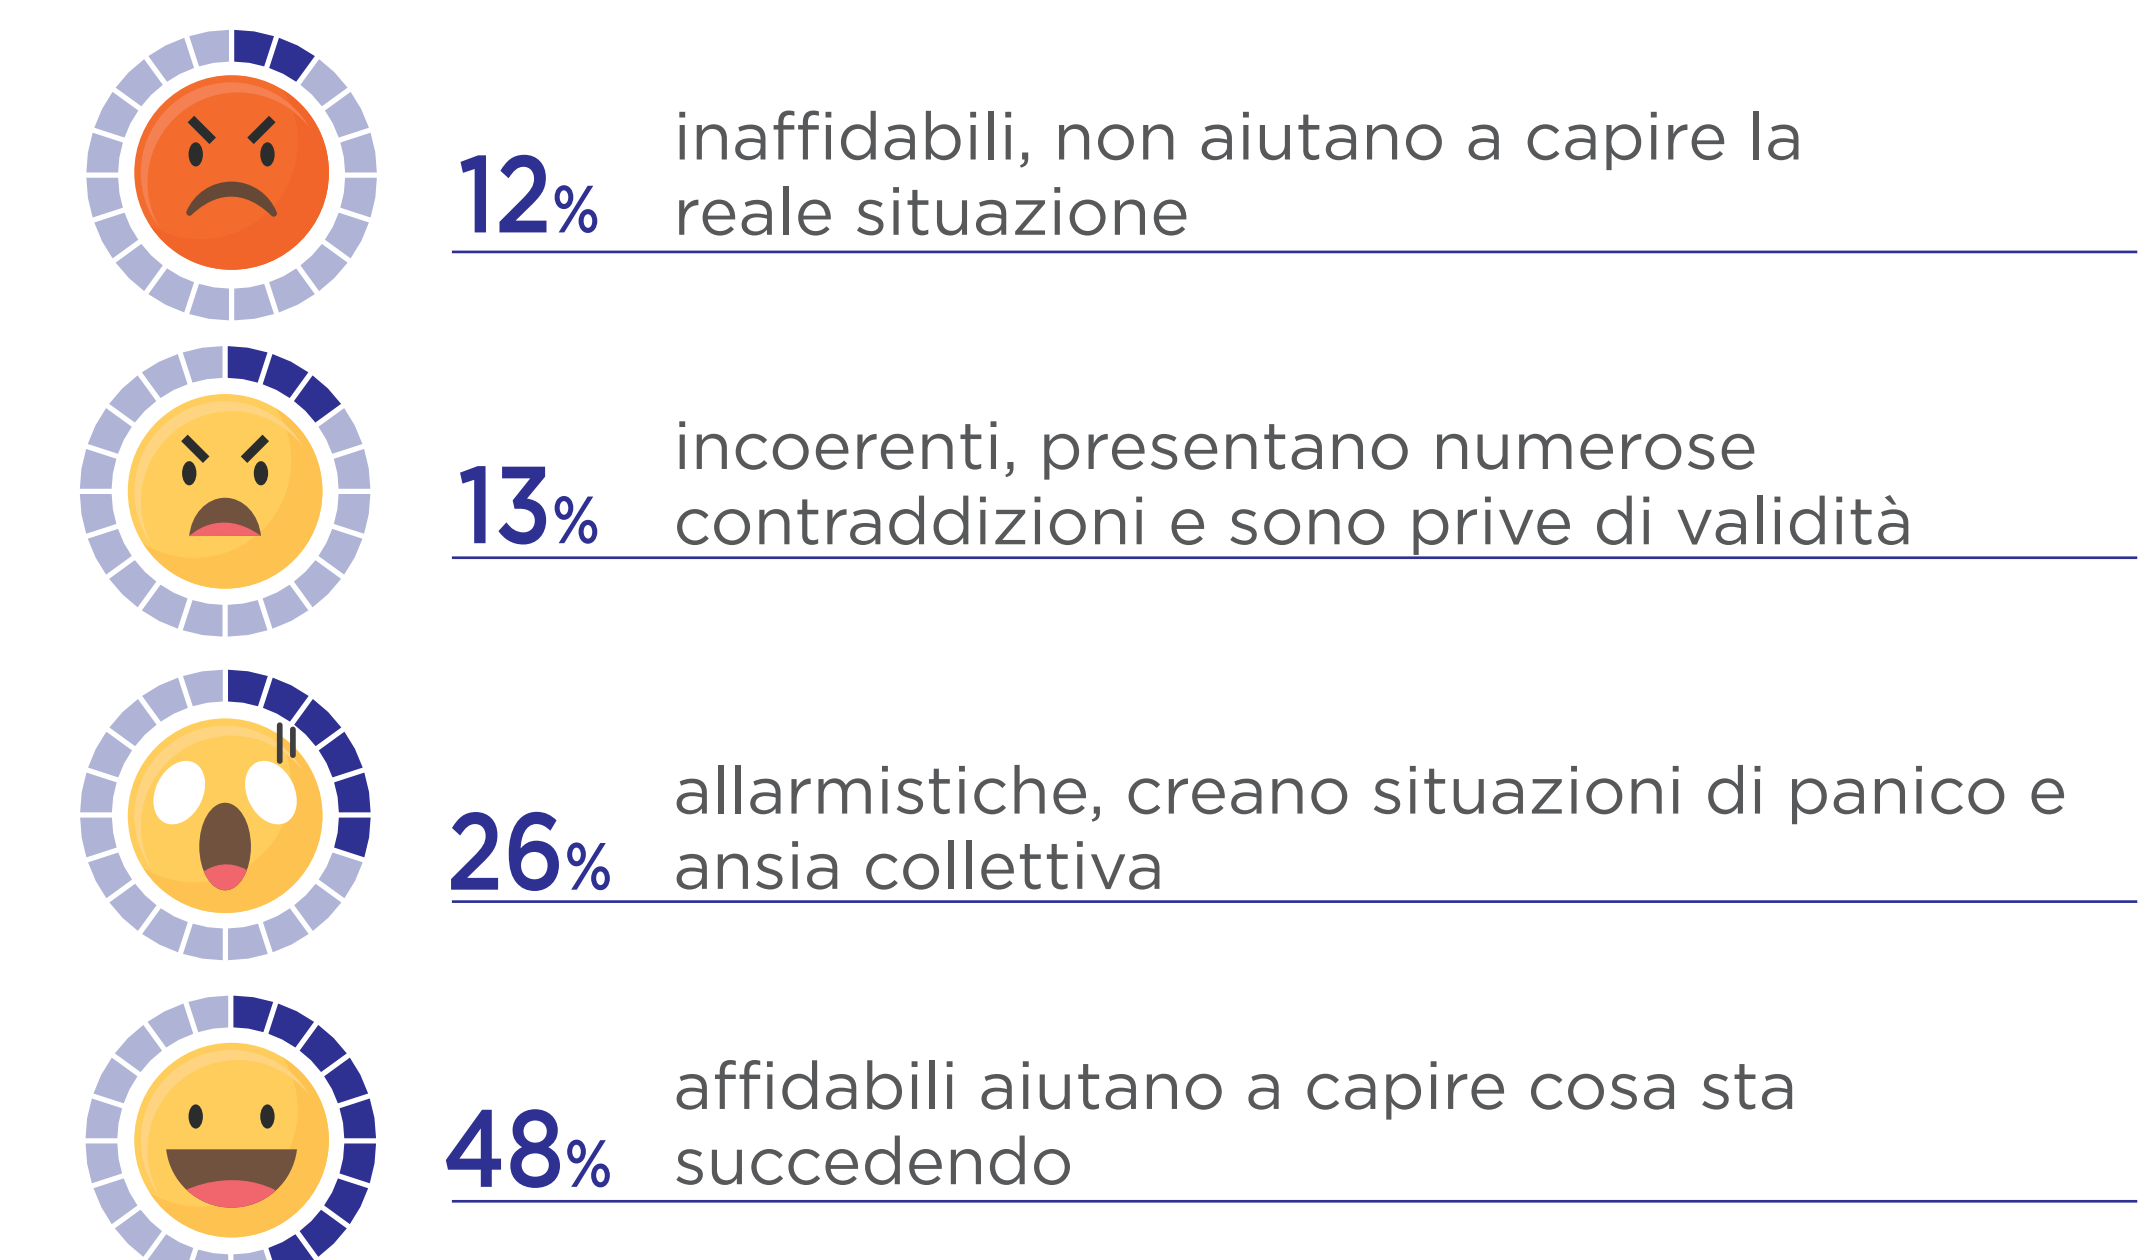 12% inaffidabili, non aiutano a capire la
reale situazione
13% incoerenti, presentano numerose
contraddizioni e sono prive di validità
26% allarmistiche, creano situazioni di panico e
ansia collettiva
48% affidabili aiutano a capire cosa sta
succedendo